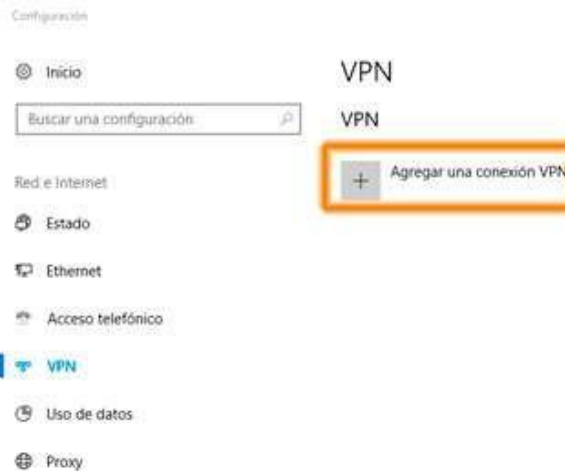 Configuración
Inicio
Buscar una configuración
Red e Internet
Estado
Ethernet
Acceso telefónico
VPN
Uso de datos
Proxy
VPN
VPN
Agregar una conexión VPN